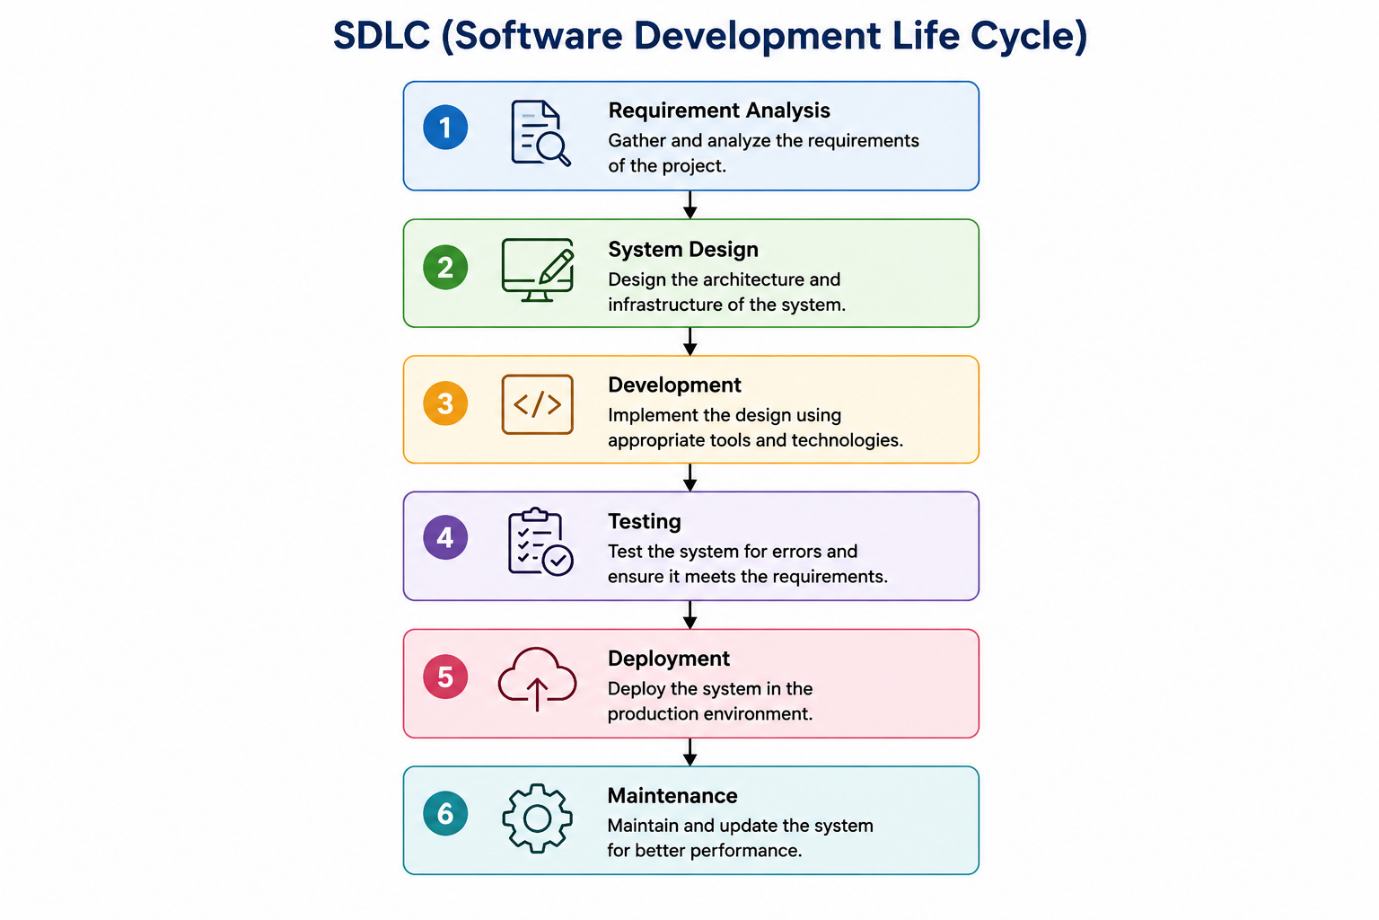 SDLC (Software Development Life Cycle)
1
Requirement Analysis
Gather and analyze the requirements
of the project.
2
System Design
Design the architecture and
infrastructure of the system.
3
</>
Development
Implement the design using
appropriate tools and technologies.
4
Testing
Test the system for errors and
ensure it meets the requirements.
5
Deployment
Deploy the system in the
production environment.
6
Maintenance
Maintain and update the system
for better performance.